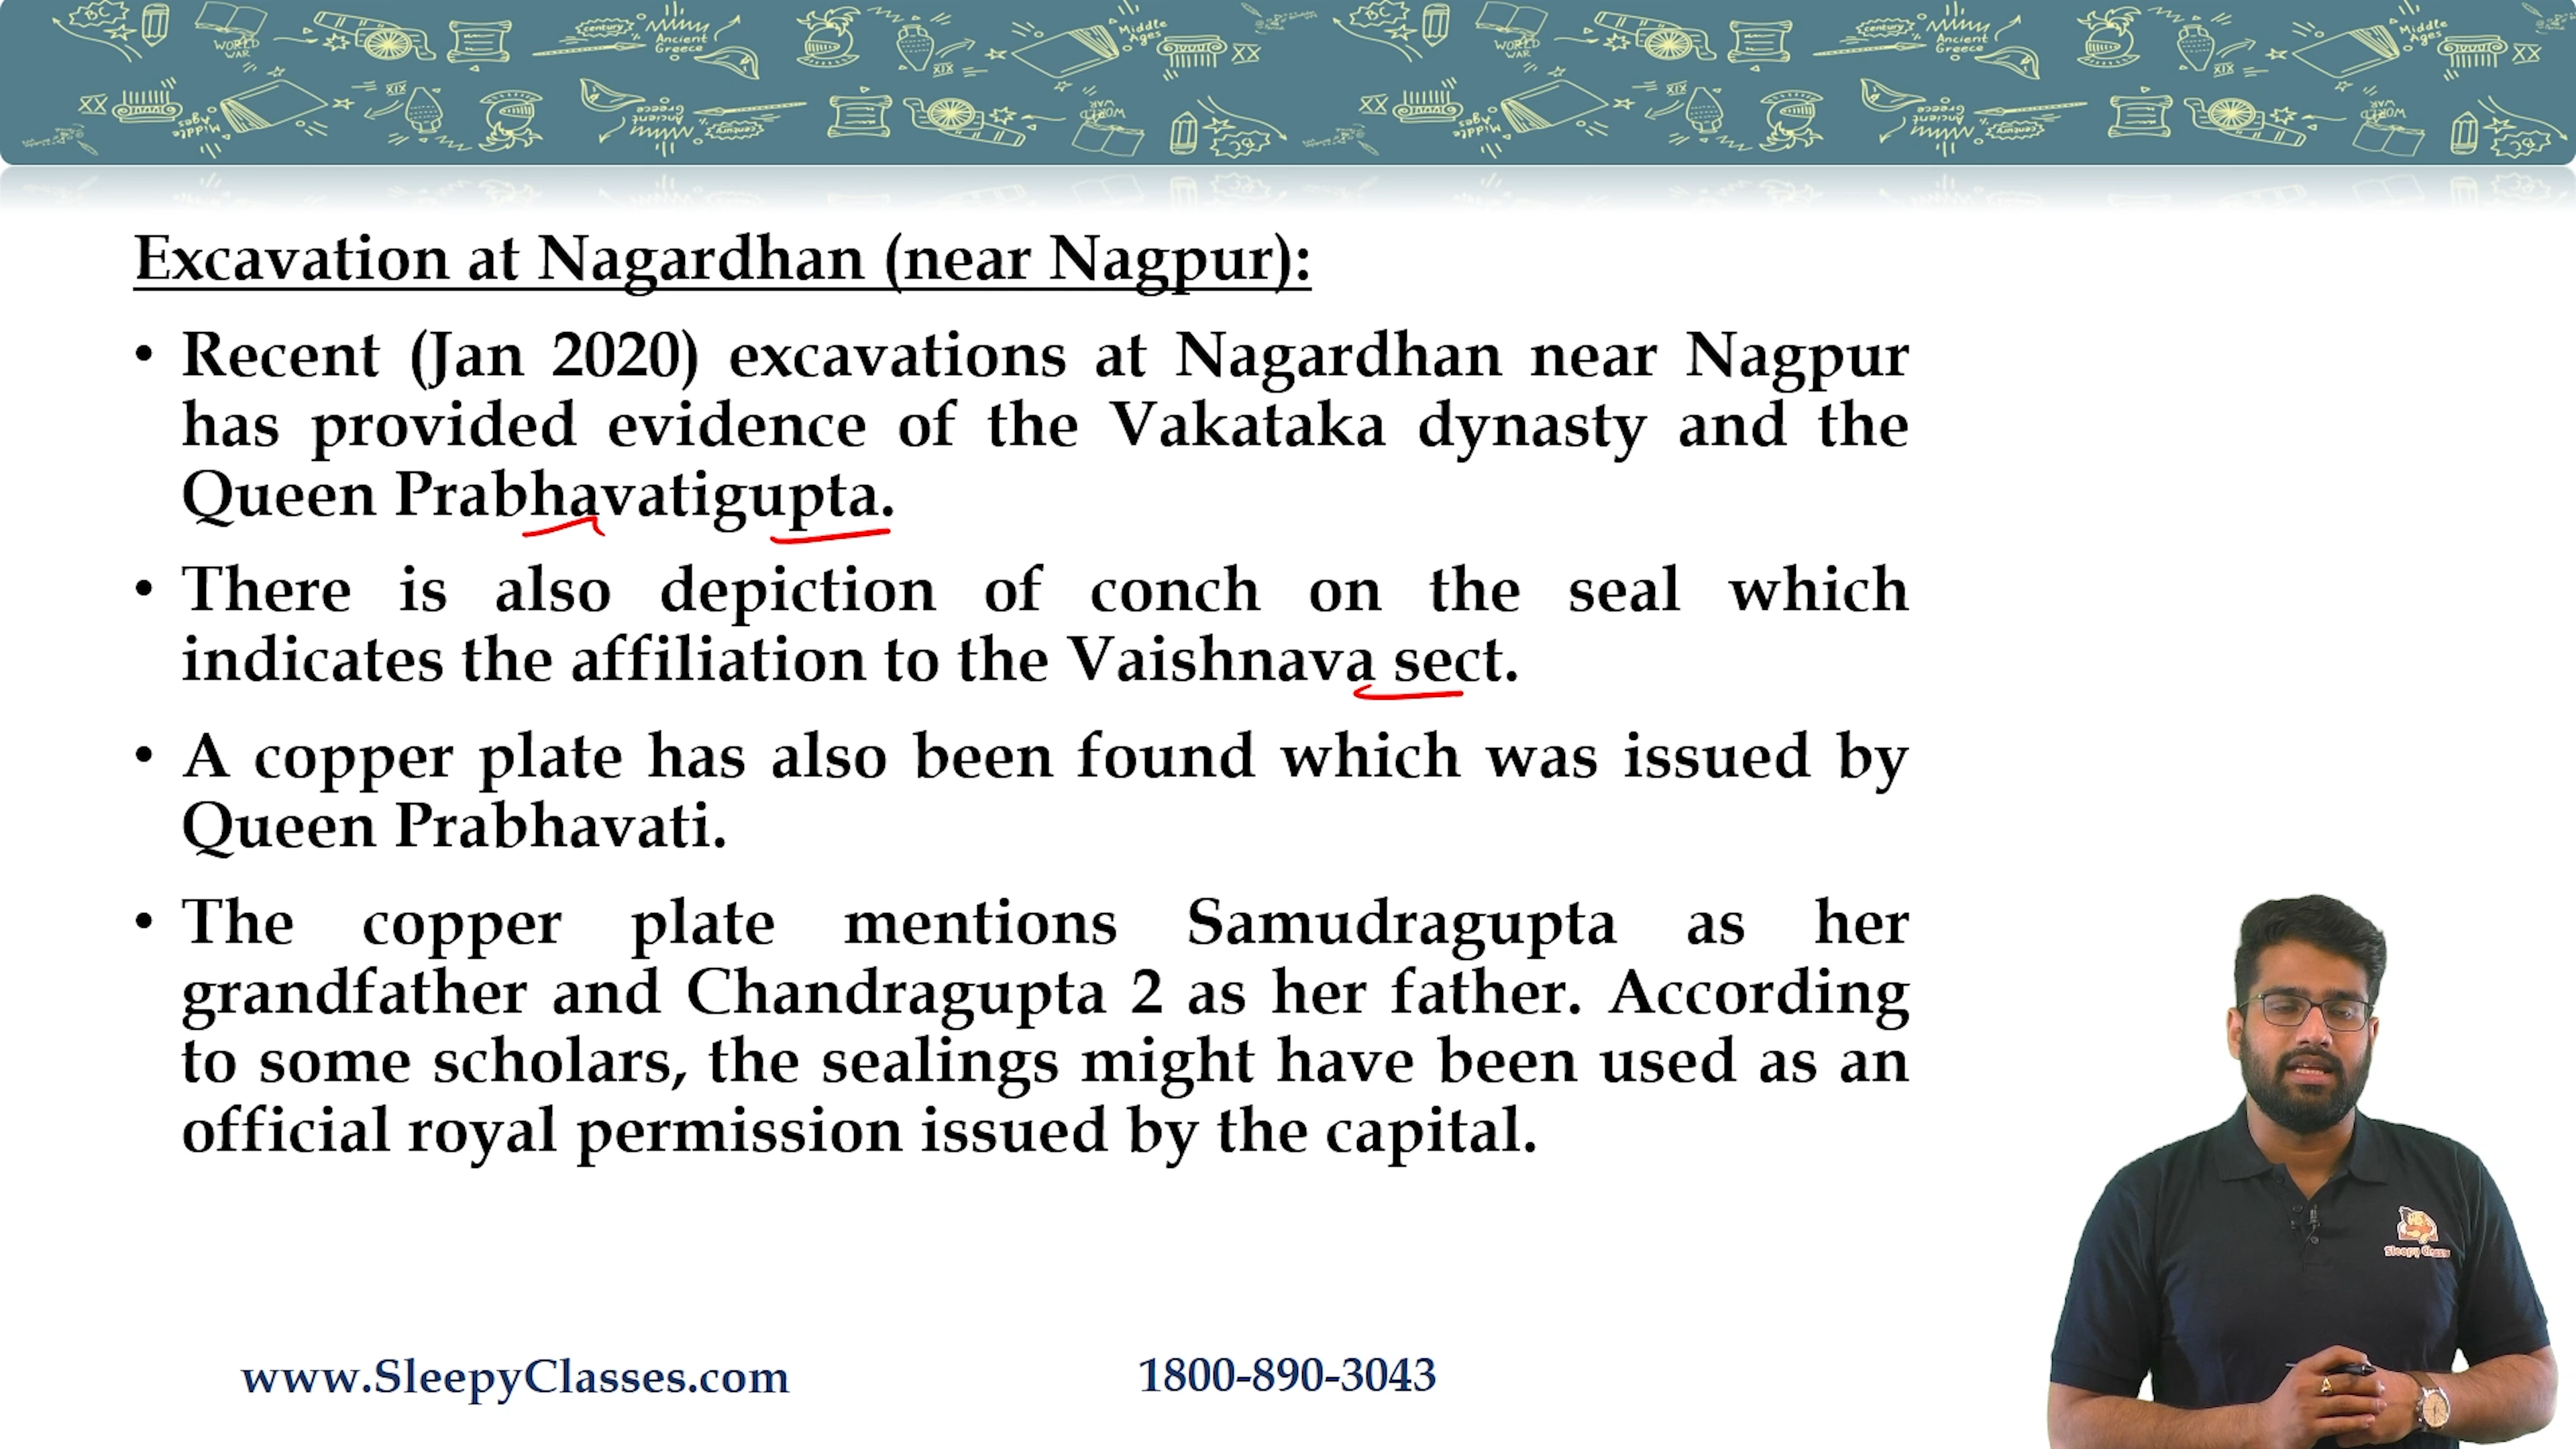 Excavation at Nagardhan (near Nagpur):
• Recent (Jan 2020) excavations at Nagardhan near Nagpur
has provided evidence of the Vakataka dynasty and the
Queen Prabhavatigupta.
• There is also depiction of conch on the seal which
indicates the affiliation to the Vaishnava sect.
• A copper plate has also been found which was issued by
Queen Prabhavati.
• The copper plate mentions Samudragupta as her
grandfather and Chandragupta 2 as her father. According
to some scholars, the sealings might have been used as an
official royal permission issued by the capital.
www.SleepyClasses.com 1800-890-3043
Sleepy Classes